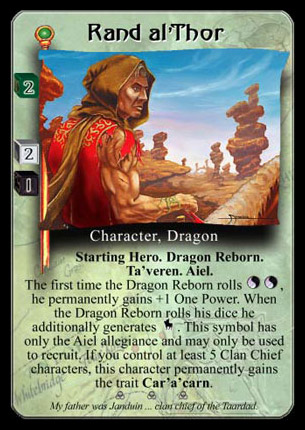 Rand al'Thor
2
2
1
Character, Dragon
Starting Hero. Dragon Reborn.
Ta'veren. Aiel.
The first time the Dragon Reborn rolls ,
he permanently gains +1 One Power. When
the Dragon Reborn rolls his dice he
additionally generates . This symbol has
only the Aiel allegiance and may only be
used to recruit. If you control at least 5 Clan Chief
characters, this character permanently gains
the trait Car'a'carn.
My father was Janduin ... clan chief of the Taardad.
Whitebridge